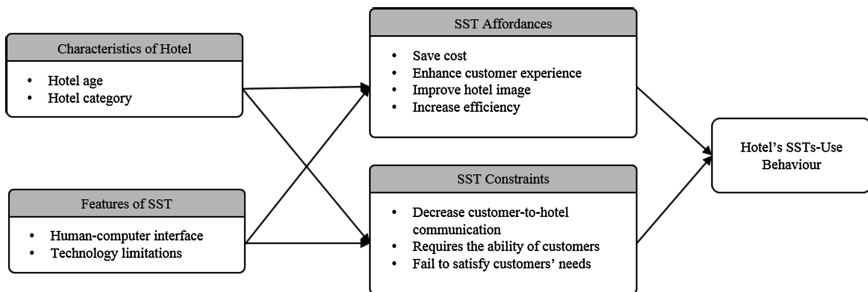 Characteristics of Hotel
• Hotel age
• Hotel category
Features of SST
• Human-computer interface
• Technology limitations
SST Affordances
• Save cost
• Enhance customer experience
• Improve hotel image
• Increase efficiency
SST Constraints
• Decrease customer-to-hotel
communication
• Requires the ability of customers
• Fail to satisfy customers’ needs
Hotel’s SSTs-Use
Behaviour